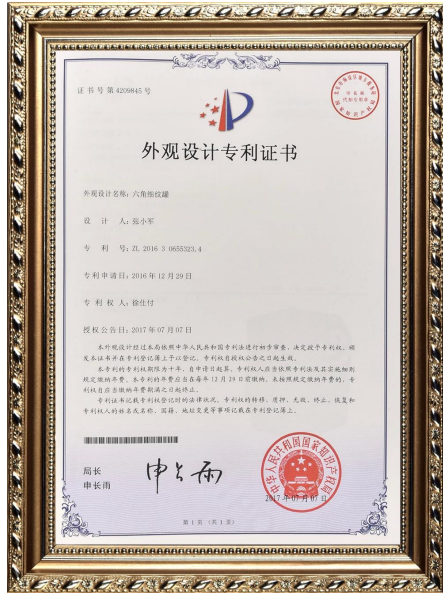 证书号第4209845号
外观设计专利证书
外观设计名称：六角细纹罐
设计人：张小军
专利号：ZL 2016 3 0655323.4
专利申请日：2016年12月29日
专利权人：徐仕付
授权公告日：2017年07月07日
本外观设计经过本局依照中华人民共和国专利法进行初步审查，决定授予专利权，颁
发本证书并在专利登记簿上予以登记。专利权自授权公告之日起生效。
本专利的专利权期限为十年，自申请日起算。专利权人应当依照专利法及其实施细则
规定缴纳年费。本专利的年费应当在每年12月29日前缴纳。未按照规定缴纳年费的，专
利权自应当缴纳年费期满之日起终止。
专利证书记载专利权登记时的法律状况。专利权的转移、质押、无效、终止、恢复和
专利权人的姓名或名称、国籍、地址变更等事项记载在专利登记簿上。
局长
申长雨
申长雨
中华人民共和国国家知识产权局
2017年07月07日
第1页（共1页）